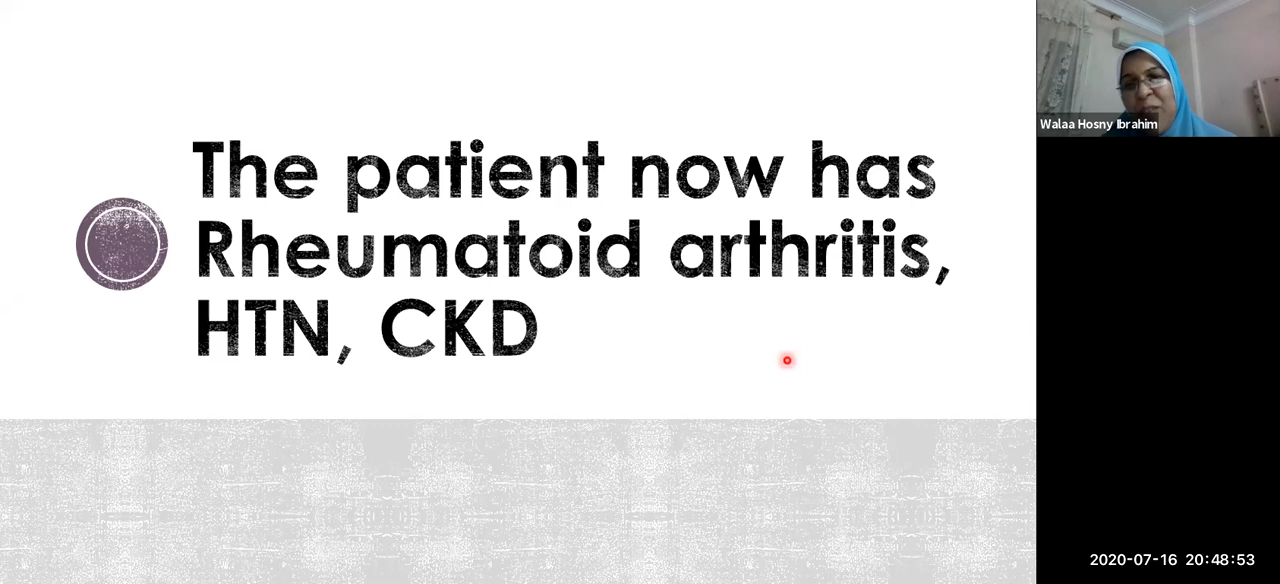 The patient now has
Rheumatoid arthritis,
HTN, CKD
Walaa Hosny Ibrahim
2020-07-16 20:48:53